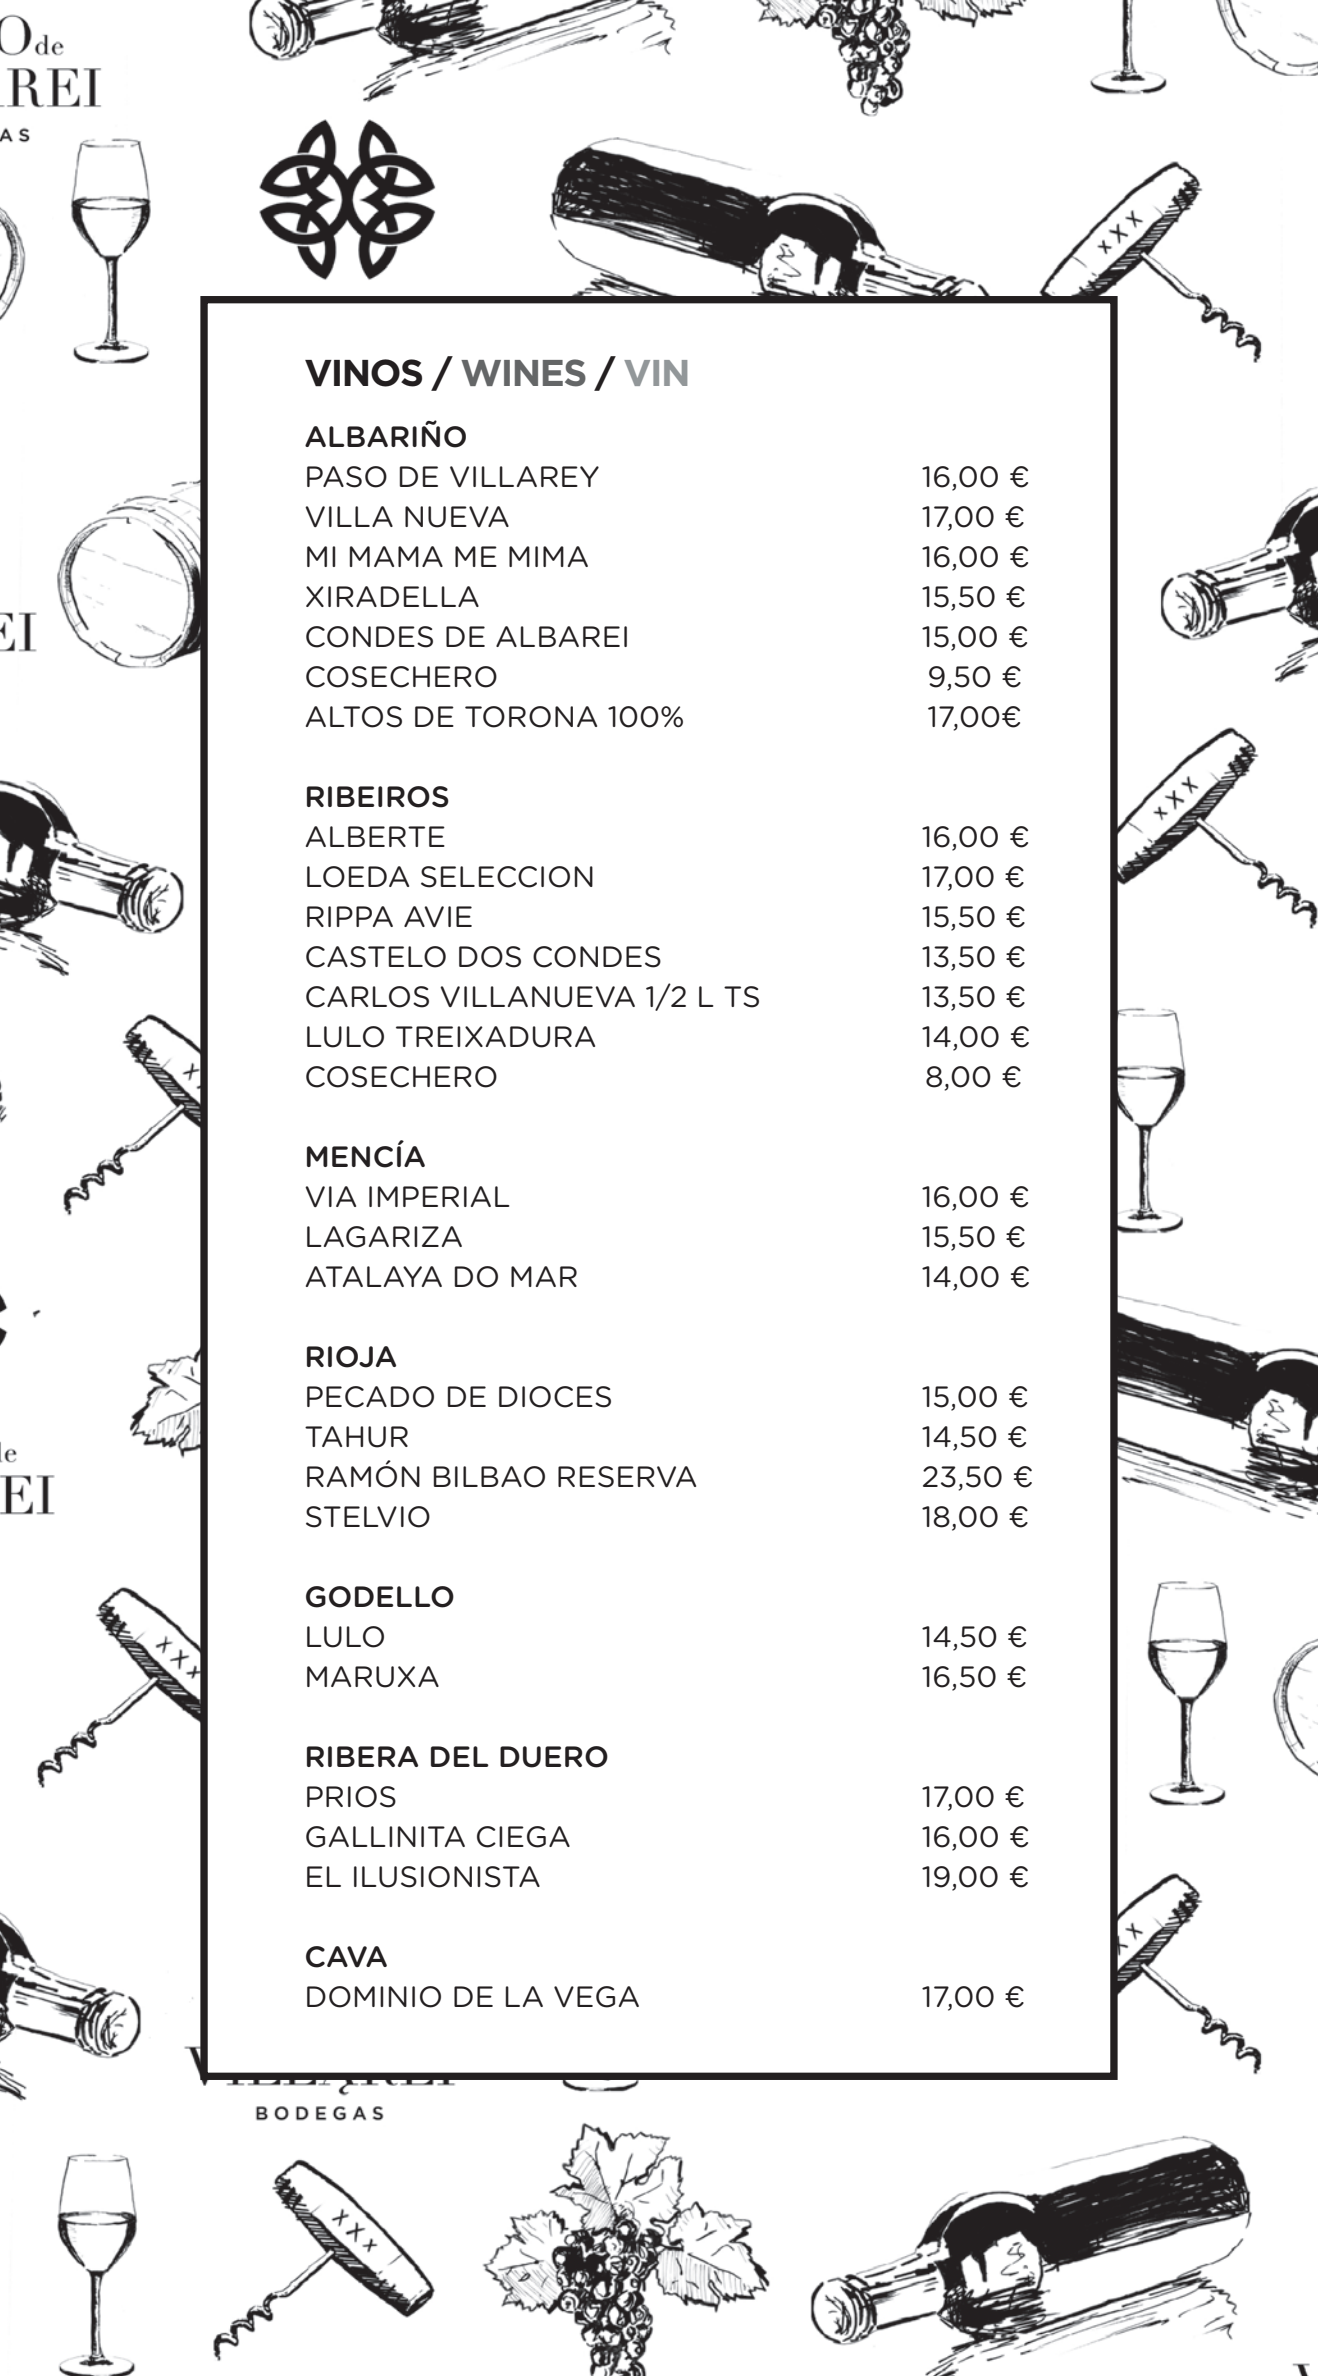 O de
REI
AS
VINOS / WINES / VIN
ALBARIÑO
PASO DE VILLAREY 16,00 €
VILLA NUEVA 17,00 €
MI MAMA ME MIMA 16,00 €
XIRADELLA 15,50 €
CONDES DE ALBAREI 15,00 €
COSECHERO 9,50 €
ALTOS DE TORONA 100% 17,00€
EI
RIBEIROS
ALBERTE 16,00 €
LOEDA SELECCION 17,00 €
RIPPA AVIE 15,50 €
CASTELO DOS CONDES 13,50 €
CARLOS VILLANUEVA 1/2 L TS 13,50 €
LULO TREIXADURA 14,00 €
COSECHERO 8,00 €
MENCÍA
VIA IMPERIAL 16,00 €
LAGARIZA 15,50 €
ATALAYA DO MAR 14,00 €
RIOJA
PECADO DE DIOCES 15,00 €
TAHUR 14,50 €
RAMÓN BILBAO RESERVA 23,50 €
STELVIO 18,00 €
EI
GODELLO
LULO 14,50 €
MARUXA 16,50 €
RIBERA DEL DUERO
PRIOS 17,00 €
GALLINITA CIEGA 16,00 €
EL ILUSIONISTA 19,00 €
CAVA
DOMINIO DE LA VEGA 17,00 €
BODEGAS